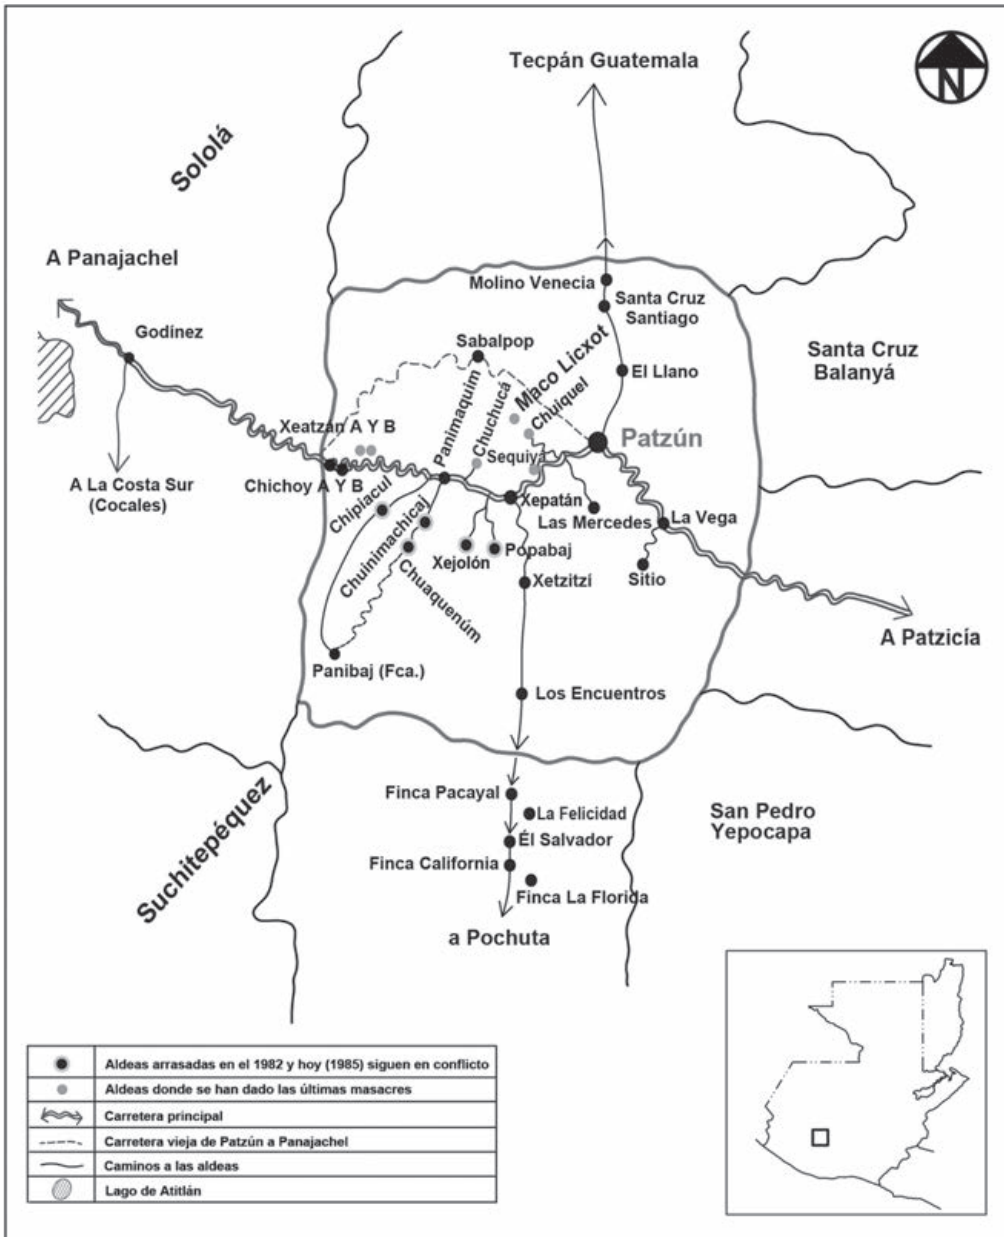 Tecpán Guatemala
N
Sololá
A Panajachel
Molino Venecia
Santa Cruz
Santiago
Godínez
Sabalpop
Maco Licxot
Santa Cruz
Balanyá
El Llano
Panimaquim
Chuchucá
Chuiquel
Xeatzán A Y B
Patzún
Sequiyá
A La Costa Sur
(Cocales)
Chichoy A Y B
Chipiacul
Xepatán
Las Mercedes
La Vega
Chuinimachicaj
Xejolón
Popabaj
Chuaquenúm
Xetzitzí
Sitio
A Patzicía
Panibaj (Fca.)
Los Encuentros
Finca Pacayal
La Felicidad
San Pedro
Yepocapa
Suchitepéquez
Él Salvador
Finca California
Finca La Florida
a Pochuta
Aldeas arrasadas en el 1982 y hoy (1985) siguen en conflicto
Aldeas donde se han dado las últimas masacres
Carretera principal
Carretera vieja de Patzún a Panajachel
Caminos a las aldeas
Lago de Atitlán